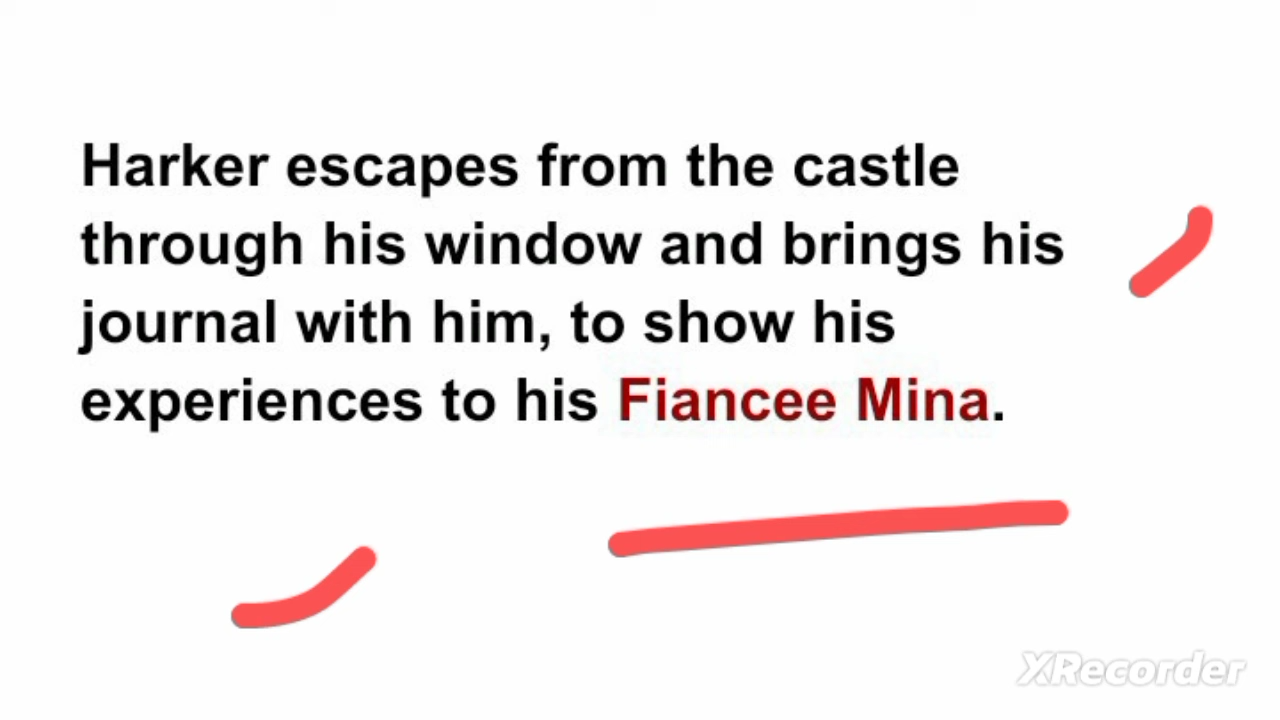 Harker escapes from the castle
through his window and brings his
journal with him, to show his
experiences to his Fiancee Mina.
XRecorder